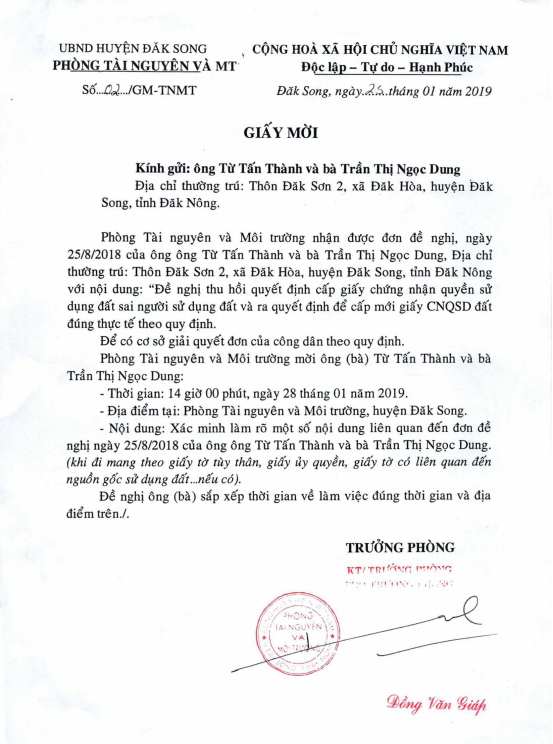 UBND HUYỆN ĐĂK SONG
PHÒNG TÀI NGUYÊN VÀ MT
Số...02.../GM-TNMT
CỘNG HOÀ XÃ HỘI CHỦ NGHĨA VIỆT NAM
Độc lập – Tự do – Hạnh Phúc
Đăk Song, ngày..25..tháng 01 năm 2019
GIẤY MỜI
Kính gửi: ông Từ Tấn Thành và bà Trần Thị Ngọc Dung
Địa chỉ thường trú: Thôn Đăk Sơn 2, xã Đăk Hòa, huyện Đăk
Song, tỉnh Đăk Nông.
Phòng Tài nguyên và Môi trường nhận được đơn đề nghị, ngày
25/8/2018 của ông ông Từ Tấn Thành và bà Trần Thị Ngọc Dung, Địa chỉ
thường trú: Thôn Đăk Sơn 2, xã Đăk Hòa, huyện Đăk Song, tỉnh Đăk Nông
với nội dung: “Đề nghị thu hồi quyết định cấp giấy chứng nhận quyền sử
dụng đất sai người sử dụng đất và ra quyết định để cấp mới giấy CNQSD đất
đúng thực tế theo quy định.
Để có cơ sở giải quyết đơn của công dân theo quy định.
Phòng Tài nguyên và Môi trường mời ông (bà) Từ Tấn Thành và bà
Trần Thị Ngọc Dung:
- Thời gian: 14 giờ 00 phút, ngày 28 tháng 01 năm 2019.
- Địa điểm tại: Phòng Tài nguyên và Môi trường, huyện Đăk Song.
- Nội dung: Xác minh làm rõ một số nội dung liên quan đến đơn đề
nghị ngày 25/8/2018 của ông ông Từ Tấn Thành và bà Trần Thị Ngọc Dung.
(khi đi mang theo giấy tờ tùy thân, giấy ủy quyền, giấy tờ có liên quan đến
nguồn gốc sử dụng đất...nếu có).
Đề nghị ông (bà) sắp xếp thời gian về làm việc đúng thời gian và địa
điểm trên./.
TRƯỞNG PHÒNG
KT/TRƯỞNG PHÒNG
PHÒNG
TÀI NGUYÊN
VÀ
MÔI TRƯỜNG
Đồng Văn Giáp